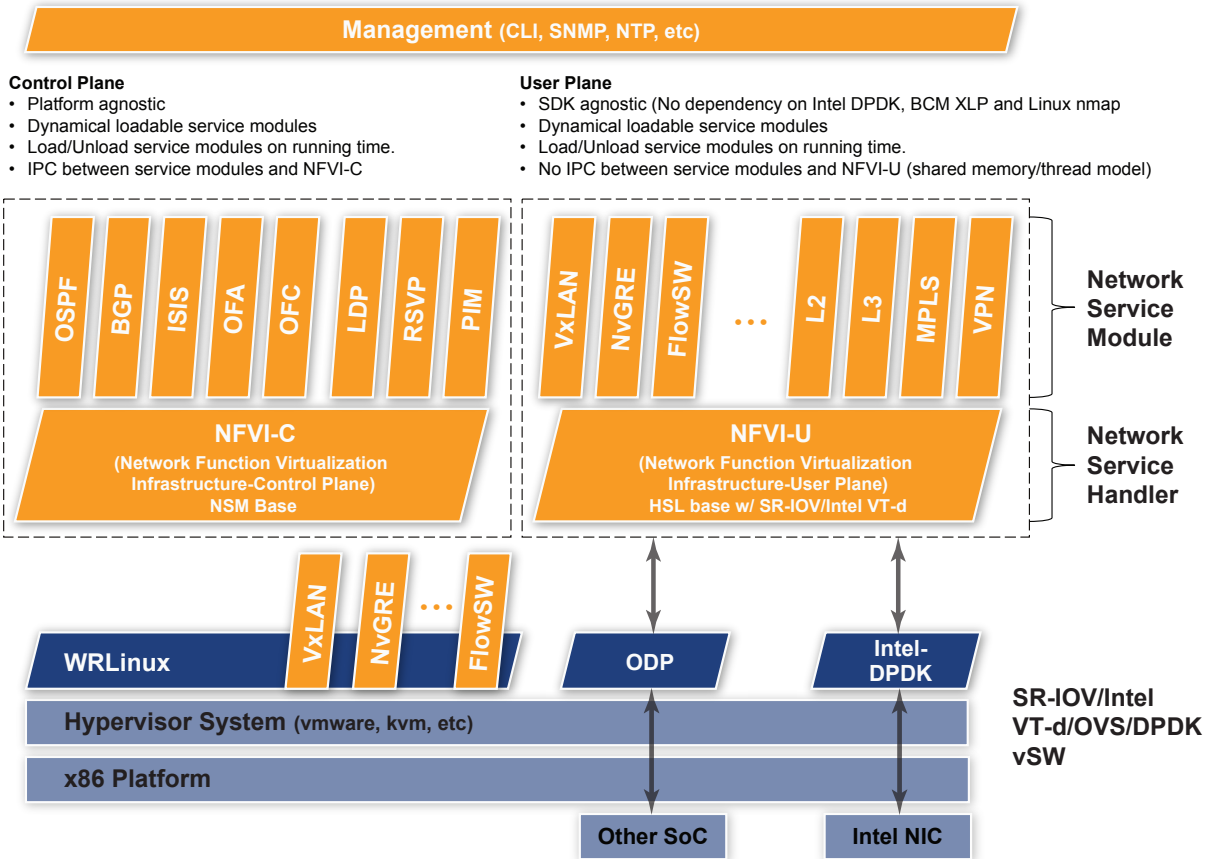 Management (CLI, SNMP, NTP, etc)
Control Plane
• Platform agnostic
• Dynamical loadable service modules
• Load/Unload service modules on running time.
• IPC between service modules and NFVI-C
User Plane
• SDK agnostic (No dependency on Intel DPDK, BCM XLP and Linux nmap
• Dynamical loadable service modules
• Load/Unload service modules on running time.
• No IPC between service modules and NFVI-U (shared memory/thread model)
OSPF
BGP
ISIS
OFA
OFC
LDP
RSVP
PIM
VxLAN
NvGRE
FlowSW
...
L2
L3
MPLS
VPN
Network
Service
Module
NFVI-C
(Network Function Virtualization
Infrastructure-Control Plane)
NSM Base
NFVI-U
(Network Function Virtualization
Infrastructure-User Plane)
HSL base w/ SR-IOV/Intel VT-d
Network
Service
Handler
WRLinux
VxLAN
NvGRE
...
FlowSW
ODP
Intel-
DPDK
Hypervisor System (vmware, kvm, etc)
x86 Platform
SR-IOV/Intel
VT-d/OVS/DPDK
vSW
Other SoC
Intel NIC